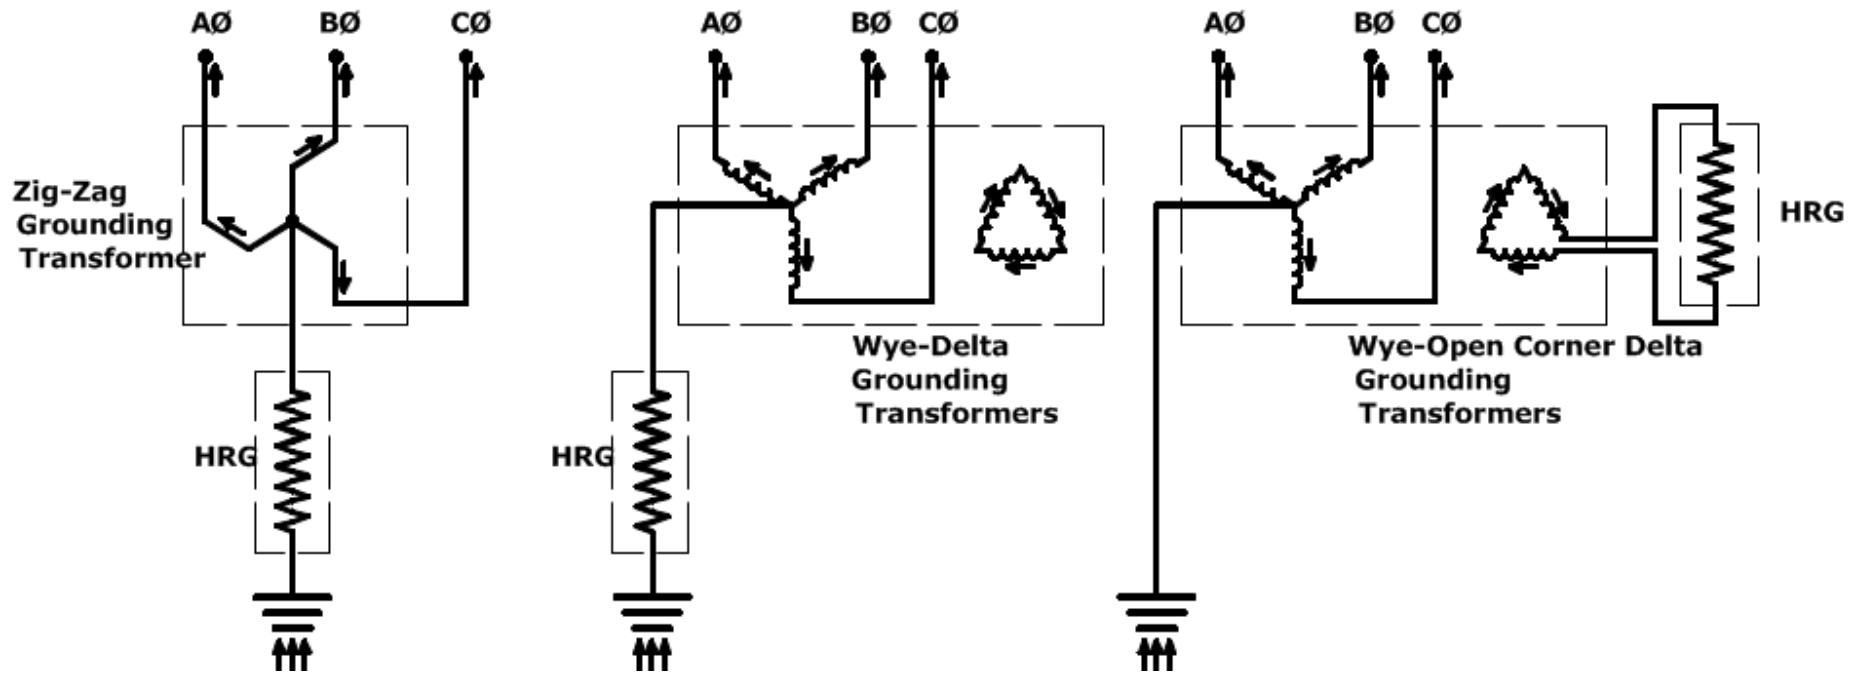 AØ BØ CØ
AØ BØ CØ
AØ BØ CØ
Zig-Zag
Grounding
Transformer
HRG
HRG
Wye-Delta
Grounding
Transformers
Wye-Open Corner Delta
Grounding
Transformers
HRG